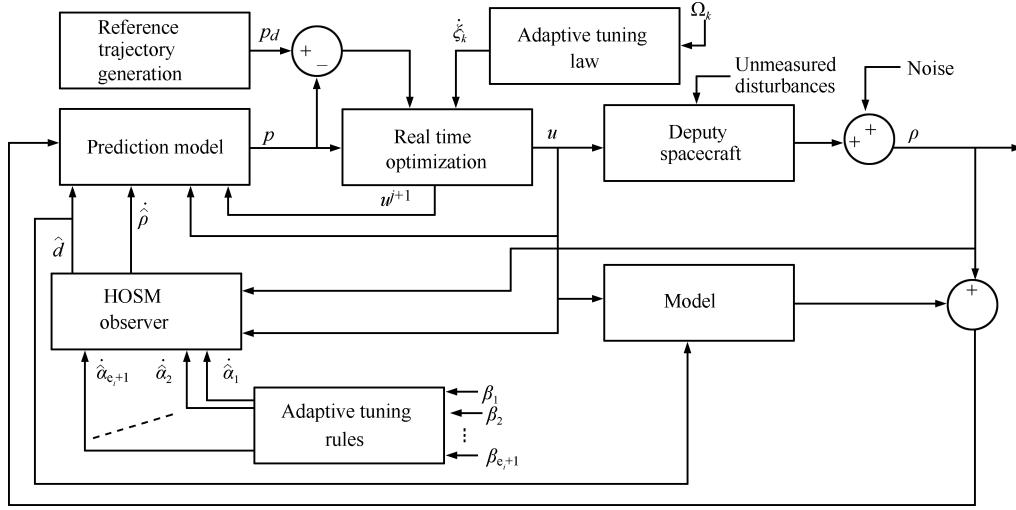 Reference
trajectory
generation
p_d
+
−
ξ̇_k
Adaptive tuning
law
Ω_k
Unmeasured
disturbances
Noise
Prediction model
p
Real time
optimization
u
Deputy
spacecraft
+
+
ρ
u^{j+1}
d̂
ρ̂̇
HOSM
observer
Model
+
α̂̇_{e_i+1}
α̂̇_2
α̂̇_1
Adaptive tuning
rules
β_1
β_2
⋮
β_{e_i+1}